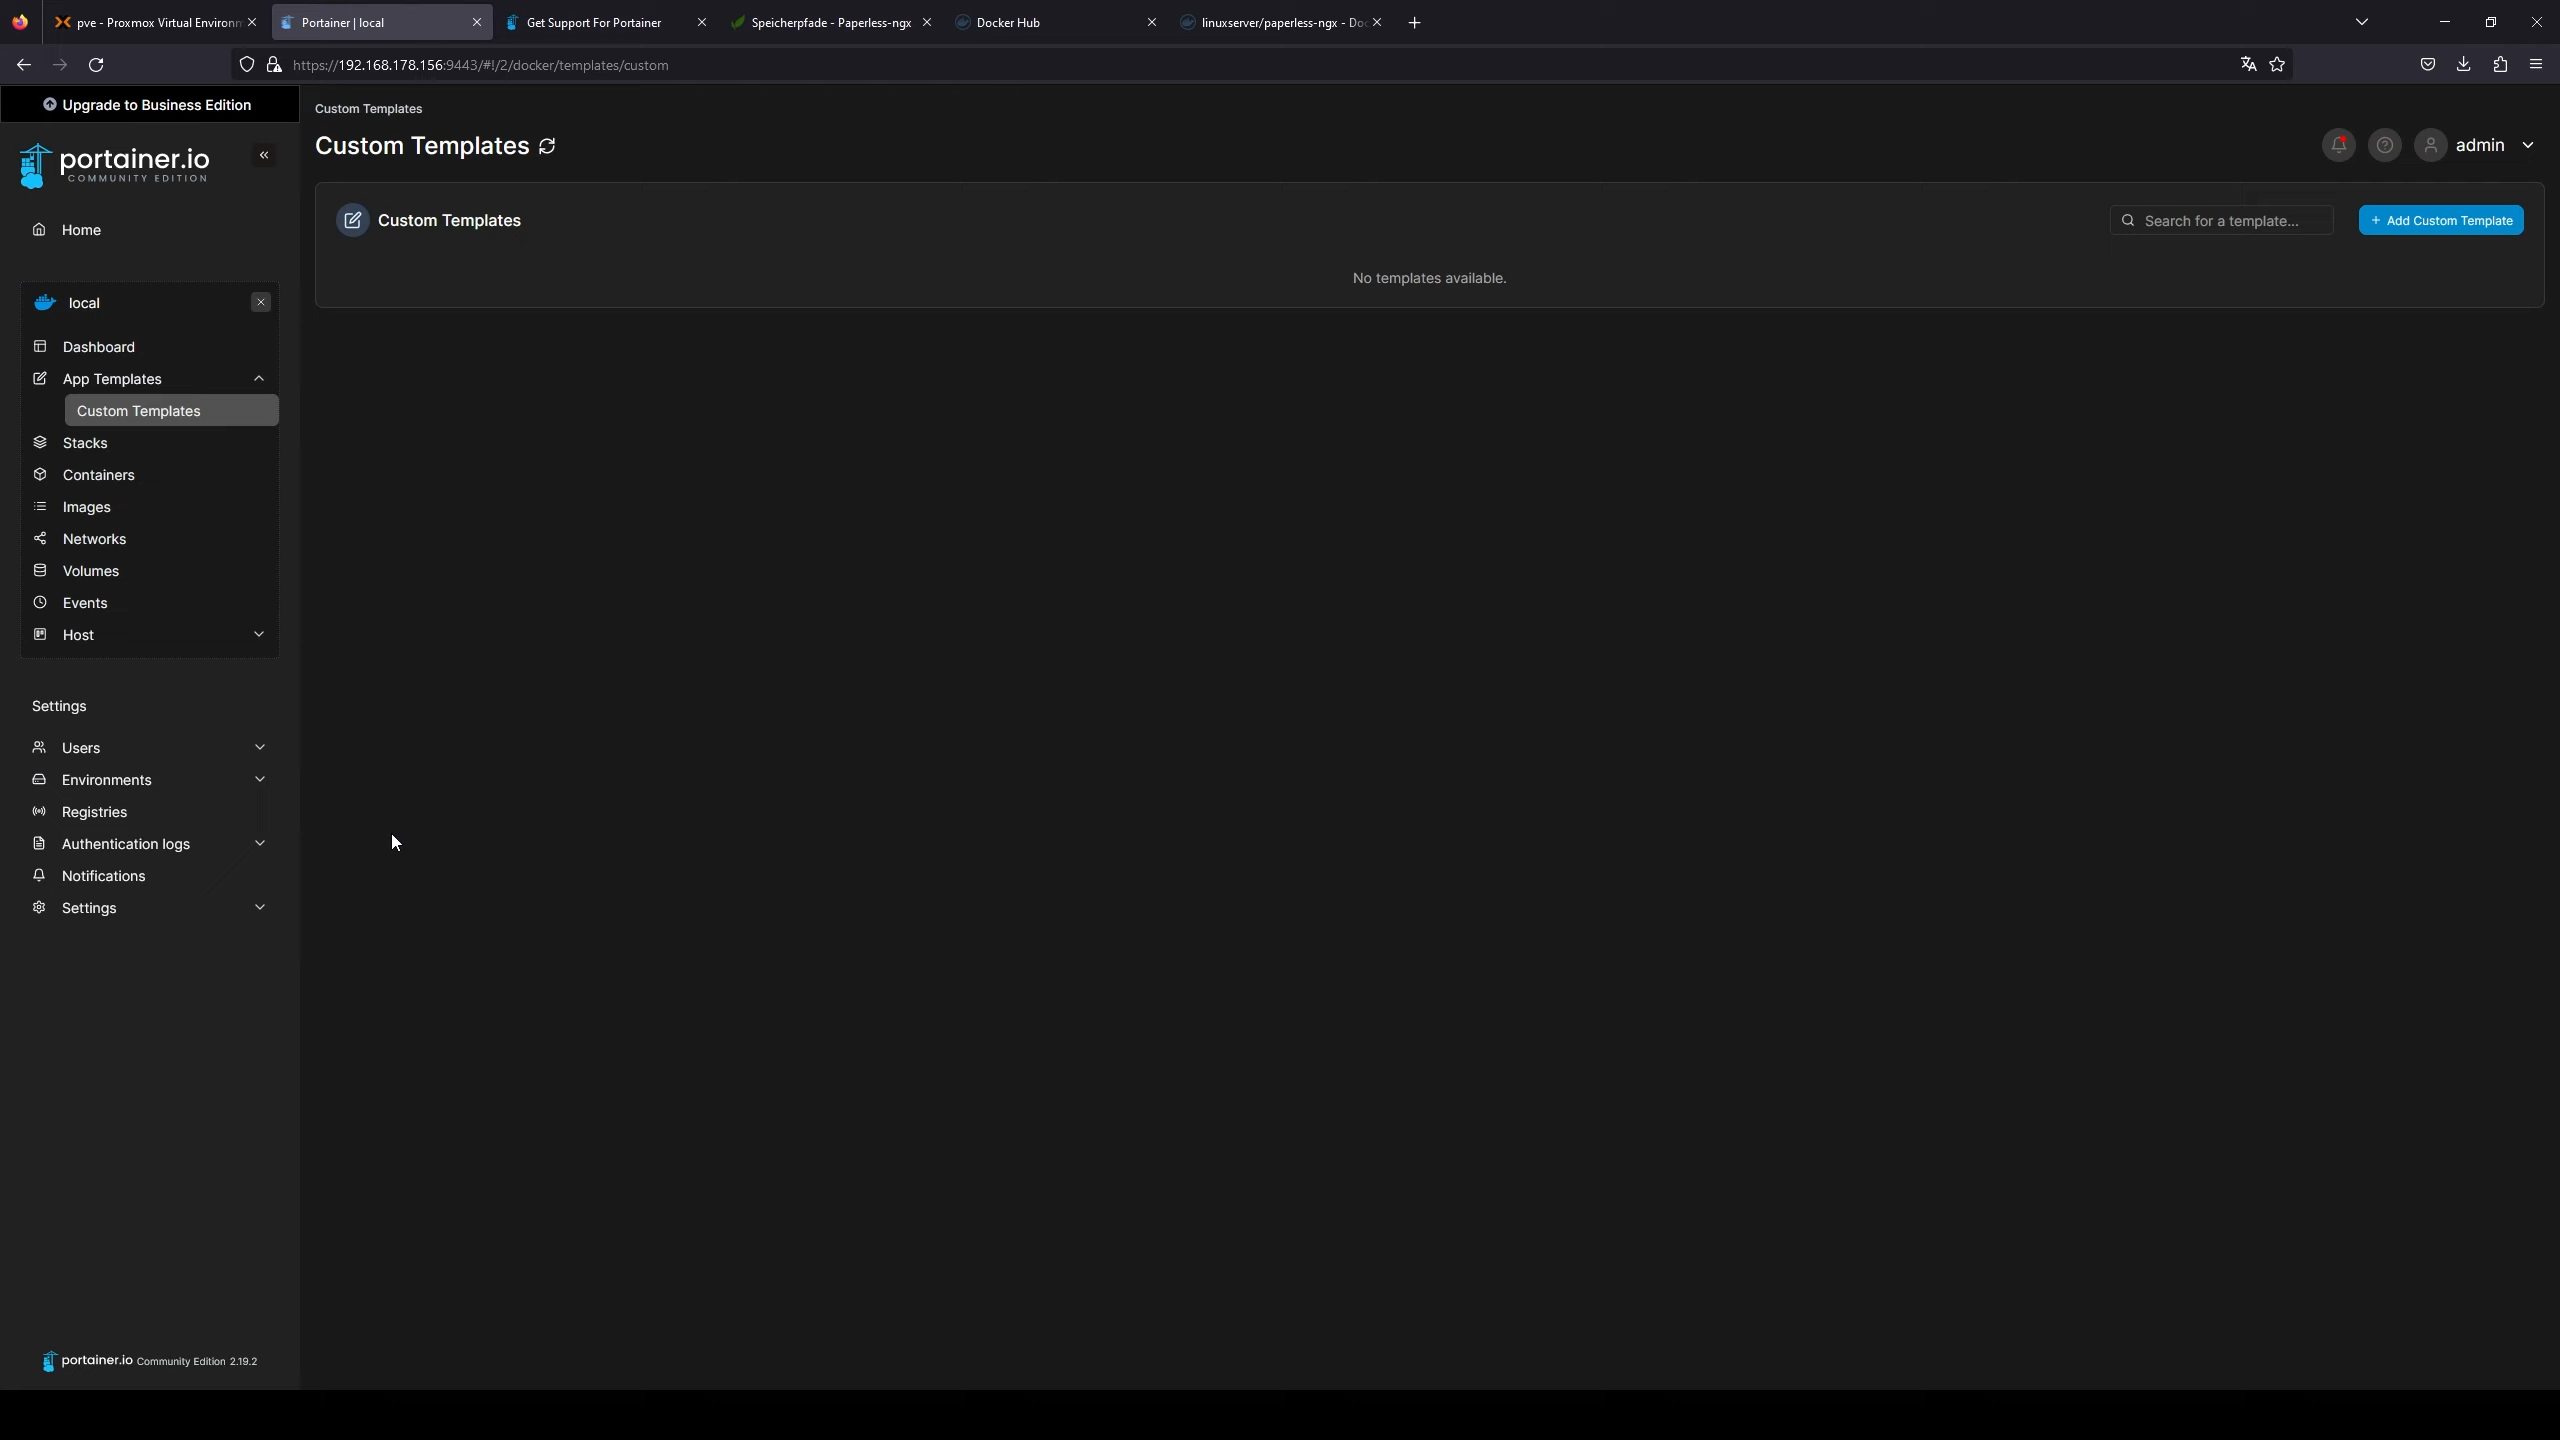 pve - Proxmox Virtual Environm
Portainer | local
Get Support For Portainer
Speicherpfade - Paperless-ngx
Docker Hub
linuxserver/paperless-ngx - Doc
https://192.168.178.156:9443/#!/2/docker/templates/custom
Upgrade to Business Edition
portainer.io
COMMUNITY EDITION
Home
local
Dashboard
App Templates
Custom Templates
Stacks
Containers
Images
Networks
Volumes
Events
Host
Settings
Users
Environments
Registries
Authentication logs
Notifications
Settings
portainer.io Community Edition 2.19.2
Custom Templates
Custom Templates
admin
Custom Templates
Search for a template...
+ Add Custom Template
No templates available.